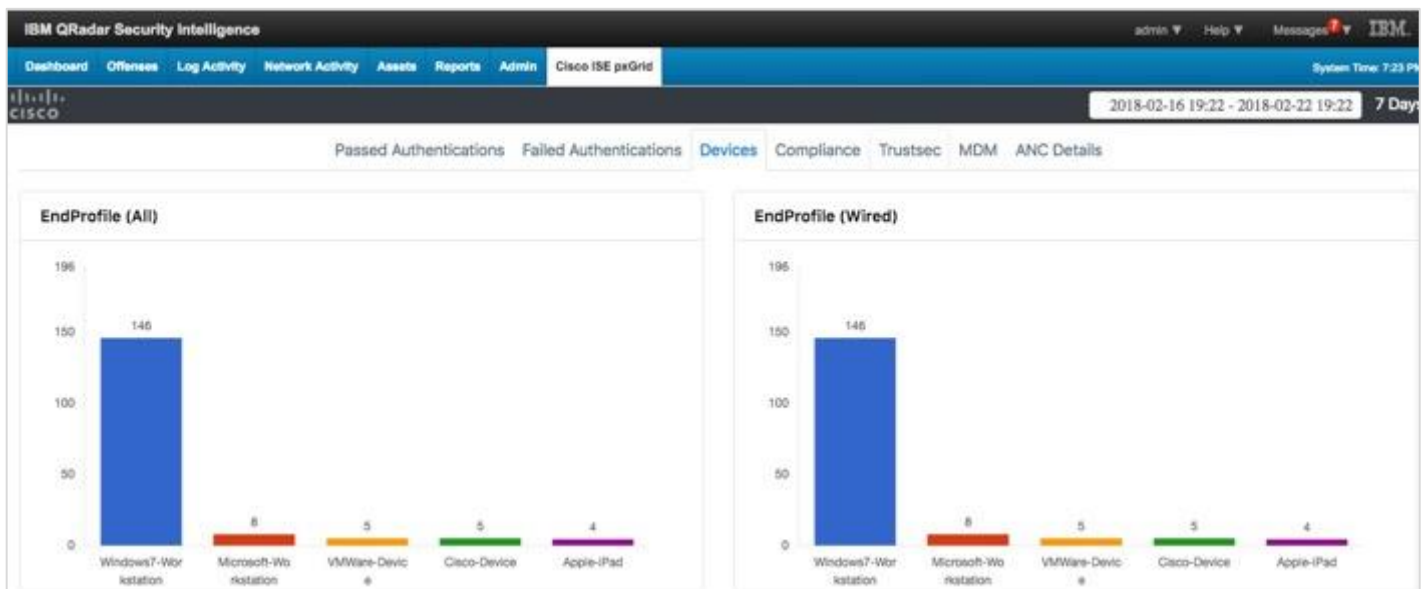 IBM QRadar Security Intelligence
admin ▼ Help ▼ Messages 7 ▼ IBM.
Dashboard Offenses Log Activity Network Activity Assets Reports Admin Cisco ISE pxGrid
System Time: 7:23 PM
CISCO
2018-02-16 19:22 - 2018-02-22 19:22 7 Days
Passed Authentications Failed Authentications Devices Compliance Trustsec MDM ANC Details
EndProfile (All)
196
150
100
50
0
146
8
5
5
4
Windows7-Wor
kstation
Microsoft-Wo
rkstation
VMWare-Devic
e
Cisco-Device
Apple-iPad
EndProfile (Wired)
196
150
100
50
0
146
8
5
5
4
Windows7-Wor
kstation
Microsoft-Wo
rkstation
VMWare-Devic
e
Cisco-Device
Apple-iPad